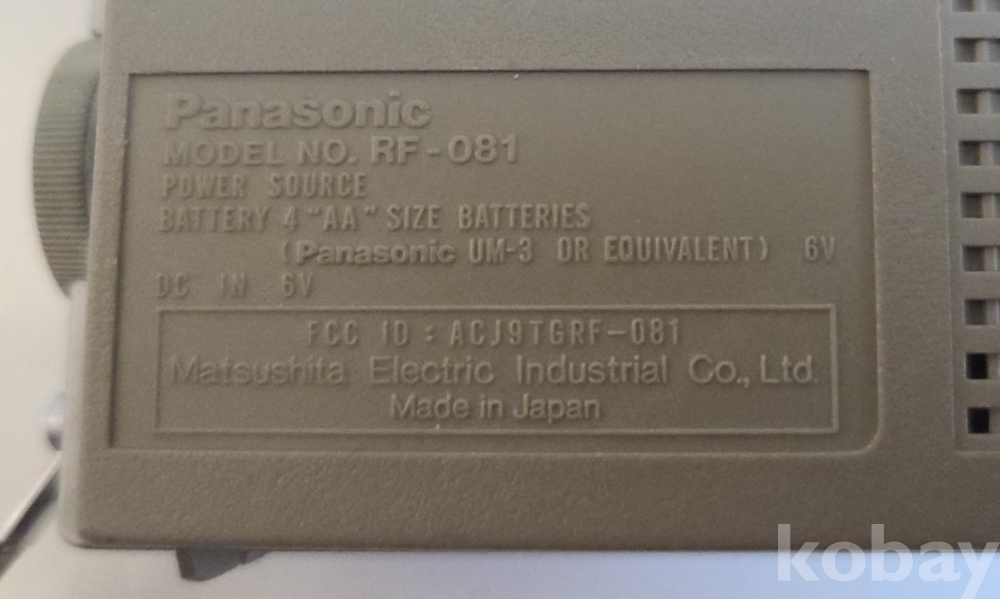 Panasonic
MODEL NO. RF-081
POWER SOURCE
BATTERY 4 "AA" SIZE BATTERIES
(Panasonic UM-3 OR EQUIVALENT) 6V
DC IN 6V
FCC ID : ACJ9TGRF-081
Matsushita Electric Industrial Co., Ltd.
Made in Japan
kobay